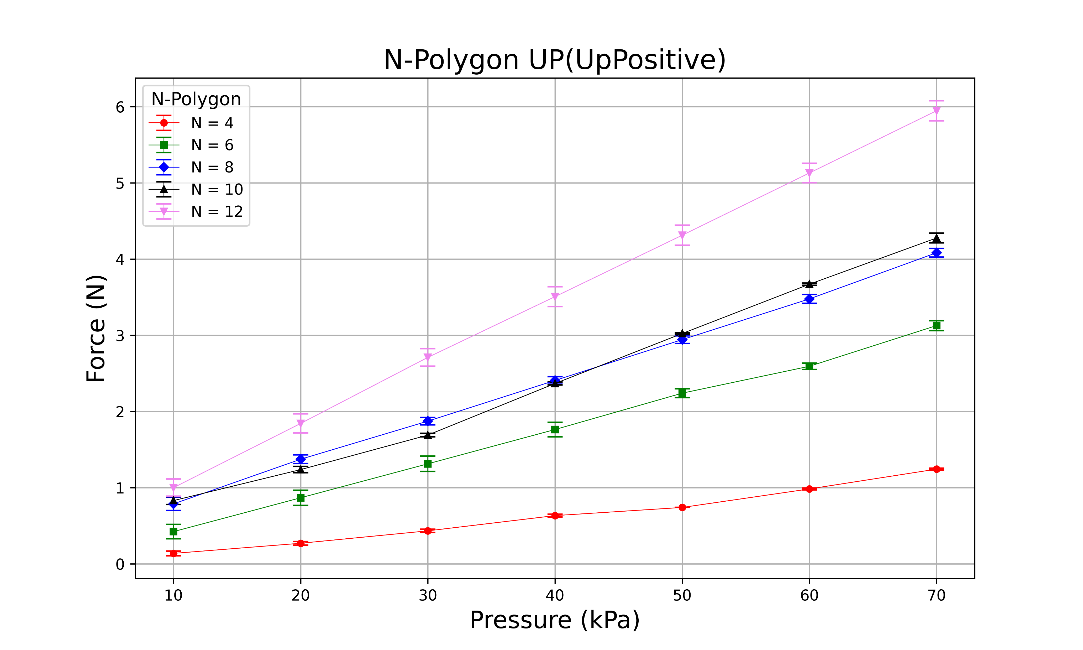 N-Polygon UP(UpPositive)
N-Polygon
N = 4
N = 6
N = 8
N = 10
N = 12
6
5
4
3
2
1
0
Force (N)
10 20 30 40 50 60 70
Pressure (kPa)